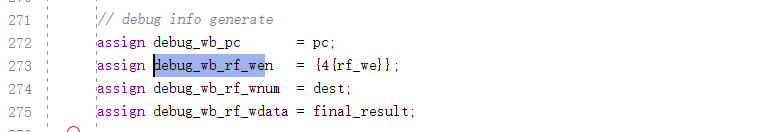 271 // debug info generate
272 assign debug_wb_pc       = pc;
273 assign debug_wb_rf_wen   = {4{rf_we}};
274 assign debug_wb_rf_wnum  = dest;
275 assign debug_wb_rf_wdata = final_result;